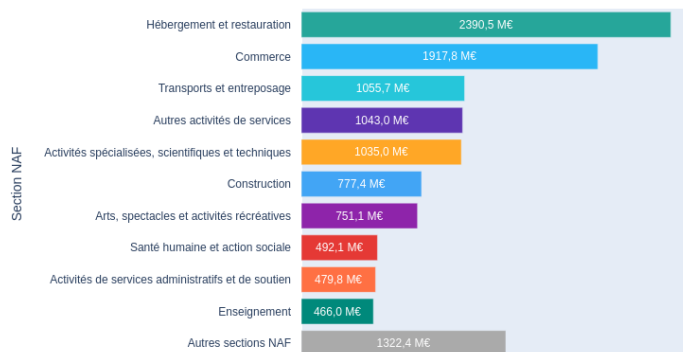 Section NAF
Hébergement et restauration 2390,5 M€
Commerce 1917,8 M€
Transports et entreposage 1055,7 M€
Autres activités de services 1043,0 M€
Activités spécialisées, scientifiques et techniques 1035,0 M€
Construction 777,4 M€
Arts, spectacles et activités récréatives 751,1 M€
Santé humaine et action sociale 492,1 M€
Activités de services administratifs et de soutien 479,8 M€
Enseignement 466,0 M€
Autres sections NAF 1322,4 M€